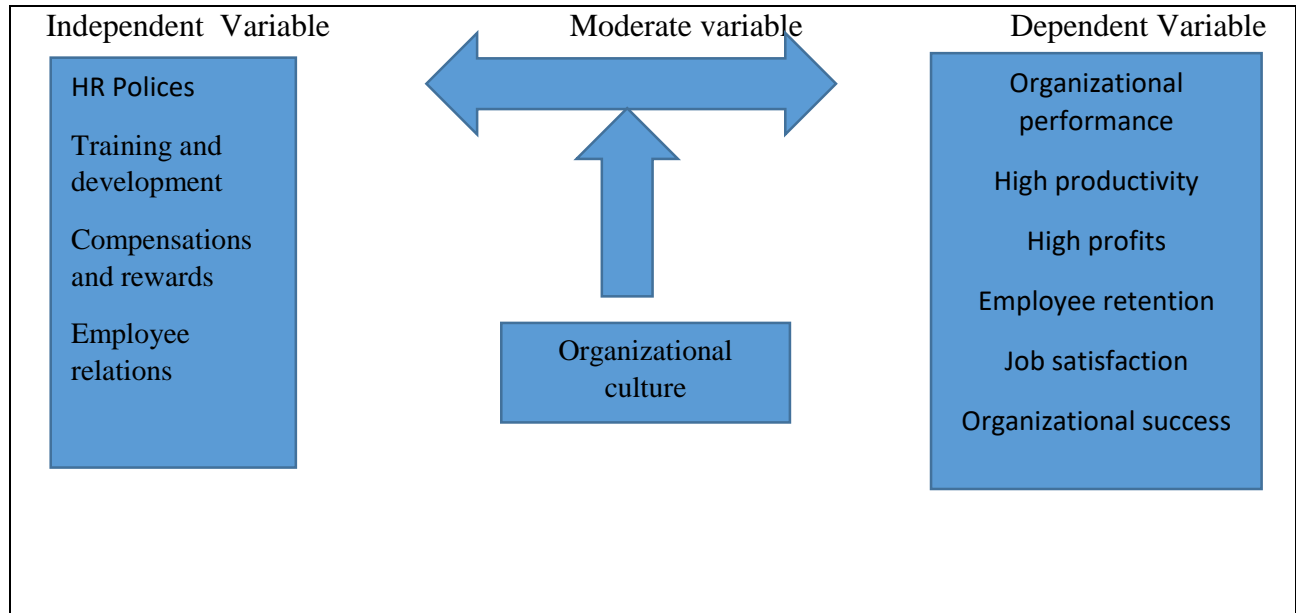 Independent  Variable
Moderate variable
Dependent Variable
HR Polices
Training and
development
Compensations
and rewards
Employee
relations
Organizational
culture
Organizational
performance
High productivity
High profits
Employee retention
Job satisfaction
Organizational success